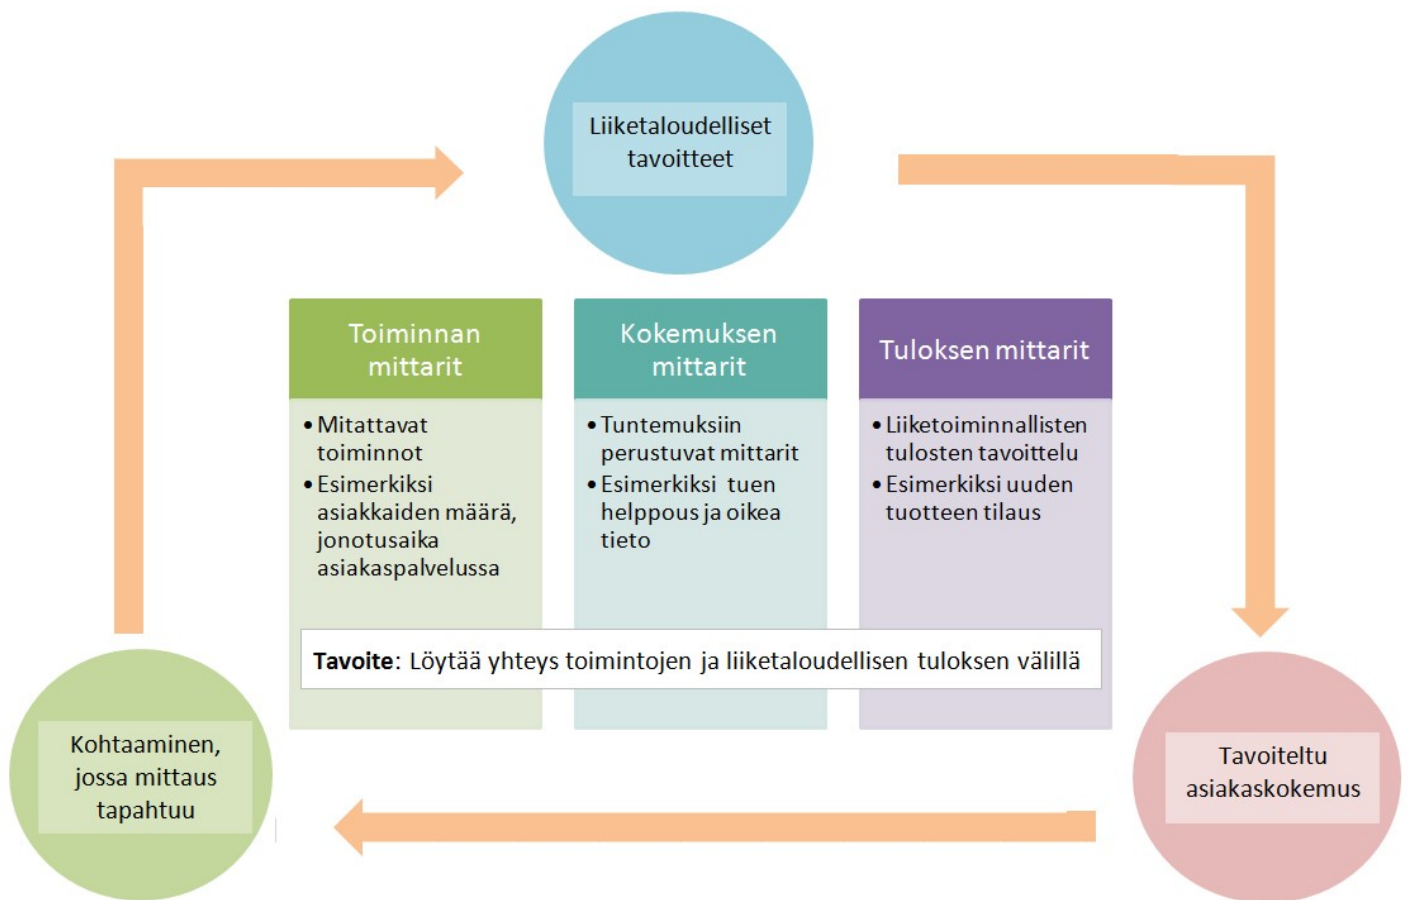 Liiketaloudelliset
tavoitteet
Toiminnan
mittarit
• Mitattavat
toiminnot
• Esimerkiksi
asiakkaiden määrä,
jonotusaika
asiakaspalvelussa
Kokemuksen
mittarit
• Tuntemuksiin
perustuvat mittarit
• Esimerkiksi tuen
helppous ja oikea
tieto
Tuloksen mittarit
• Liiketoiminnallisten
tulosten tavoittelu
• Esimerkiksi uuden
tuotteen tilaus
Tavoite: Löytää yhteys toimintojen ja liiketaloudellisen tuloksen välillä
Kohtaaminen,
jossa mittaus
tapahtuu
Tavoiteltu
asiakaskokemus